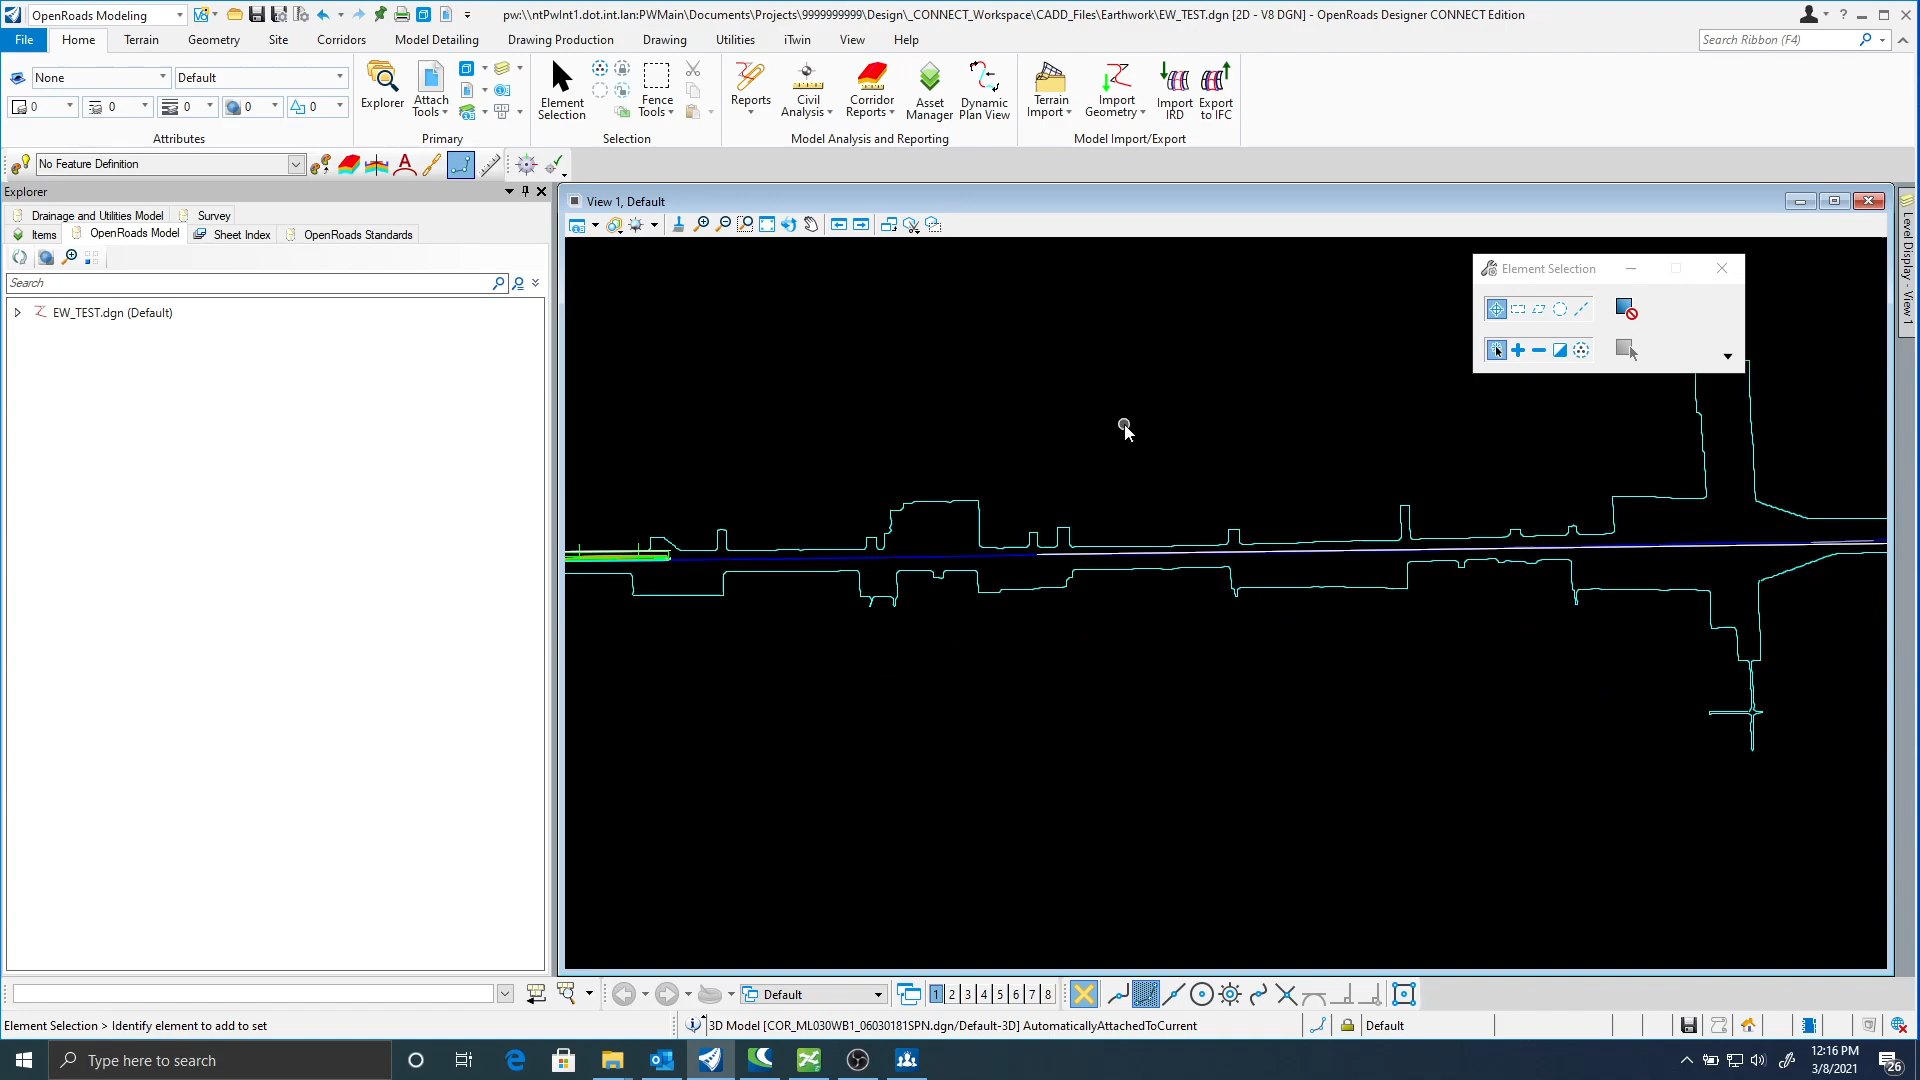 OpenRoads Modeling
pw:\\ntPwInt1.dot.int.lan:PWMain\Documents\Projects\9999999999\Design\_CONNECT_Workspace\CADD_Files\Earthwork\EW_TEST.dgn [2D - V8 DGN] - OpenRoads Designer CONNECT Edition
File Home Terrain Geometry Site Corridors Model Detailing Drawing Production Drawing Utilities iTwin View Help
Search Ribbon (F4)
None
Default
0 0 0 0 0
Attributes
Explorer
Attach Tools
Primary
Element Selection
Fence Tools
Selection
Reports
Civil Analysis
Corridor Reports
Asset Manager
Dynamic Plan View
Model Analysis and Reporting
Terrain Import
Import Geometry
Import IRD
Export to IFC
Model Import/Export
No Feature Definition
Explorer
Drainage and Utilities Model
Survey
Items
OpenRoads Model
Sheet Index
OpenRoads Standards
Search
EW_TEST.dgn (Default)
View 1, Default
Element Selection
Level Display - View 1
Default
1 2 3 4 5 6 7 8
Element Selection > Identify element to add to set
3D Model [COR_ML030WB1_06030181SPN.dgn/Default-3D] AutomaticallyAttachedToCurrent
Default
Type here to search
12:16 PM
3/8/2021
26